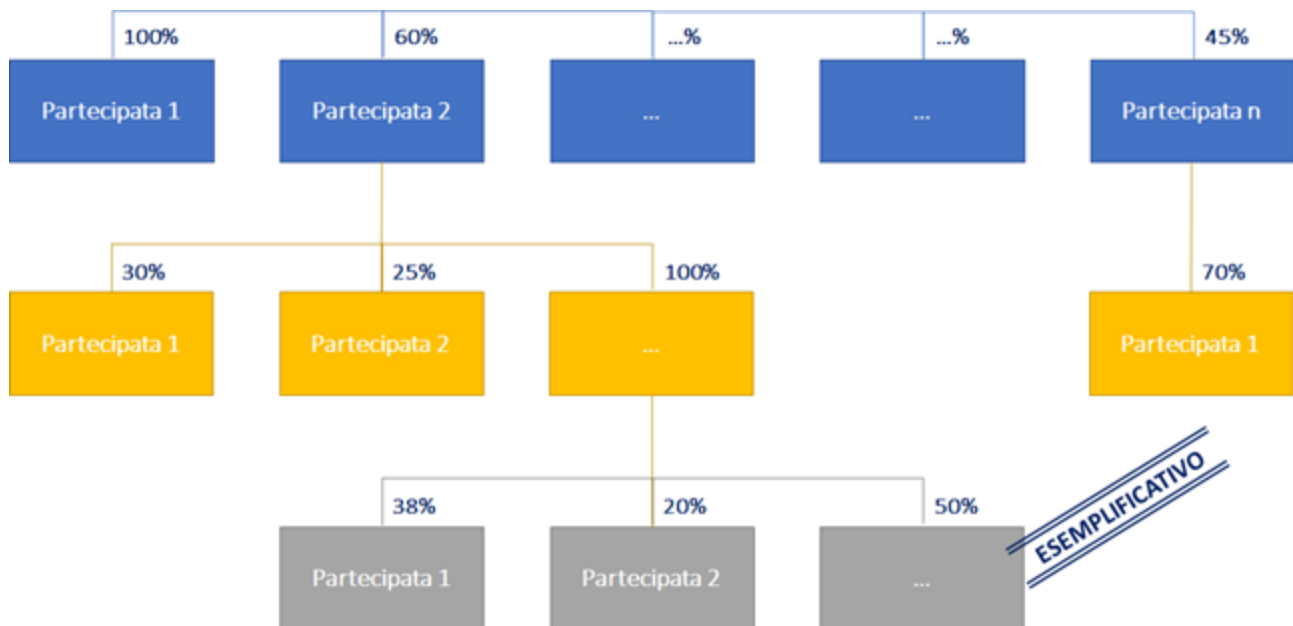 100%
60%
...%
...%
45%
Partecipata 1
Partecipata 2
...
...
Partecipata n
30%
25%
100%
70%
Partecipata 1
Partecipata 2
...
Partecipata 1
38%
20%
50%
ESEMPLIFICATIVO
Partecipata 1
Partecipata 2
...